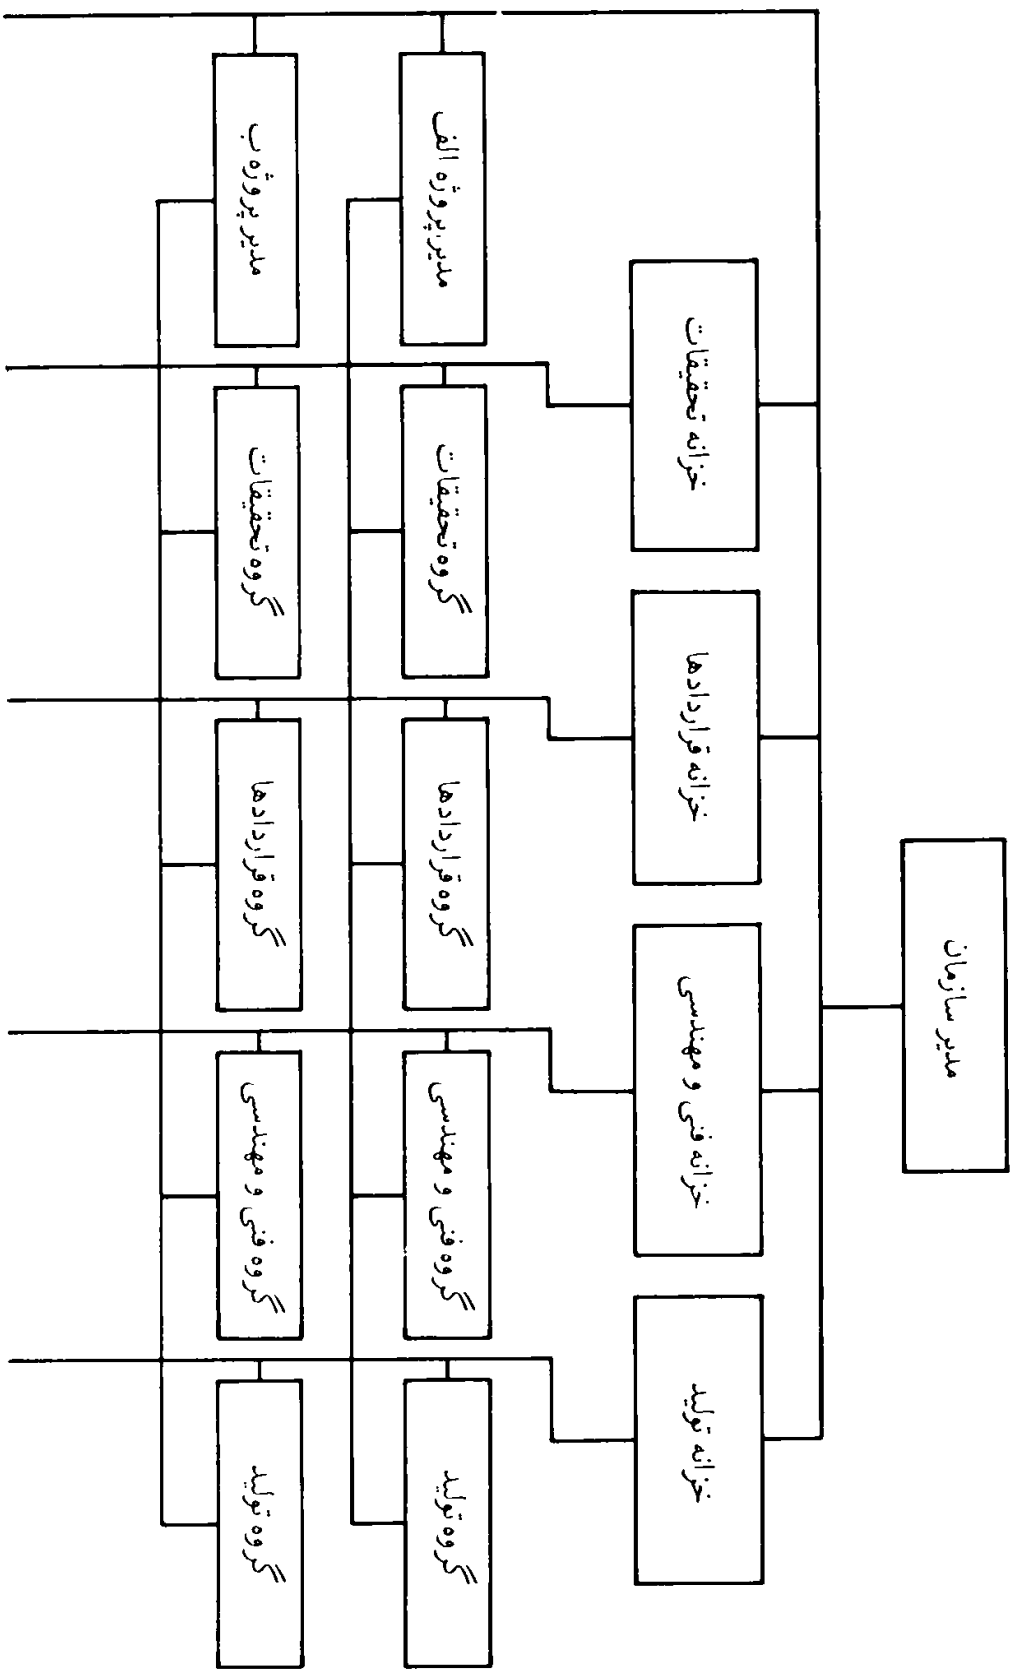 مدیر سازمان
خزانه تولید
خزانه فنی و مهندسی
خزانه قراردادها
خزانه تحقیقات
گروه تولید
گروه فنی و مهندسی
گروه قراردادها
گروه تحقیقات
مدیر پروژه الف
گروه تولید
گروه فنی و مهندسی
گروه قراردادها
گروه تحقیقات
مدیر پروژه ب